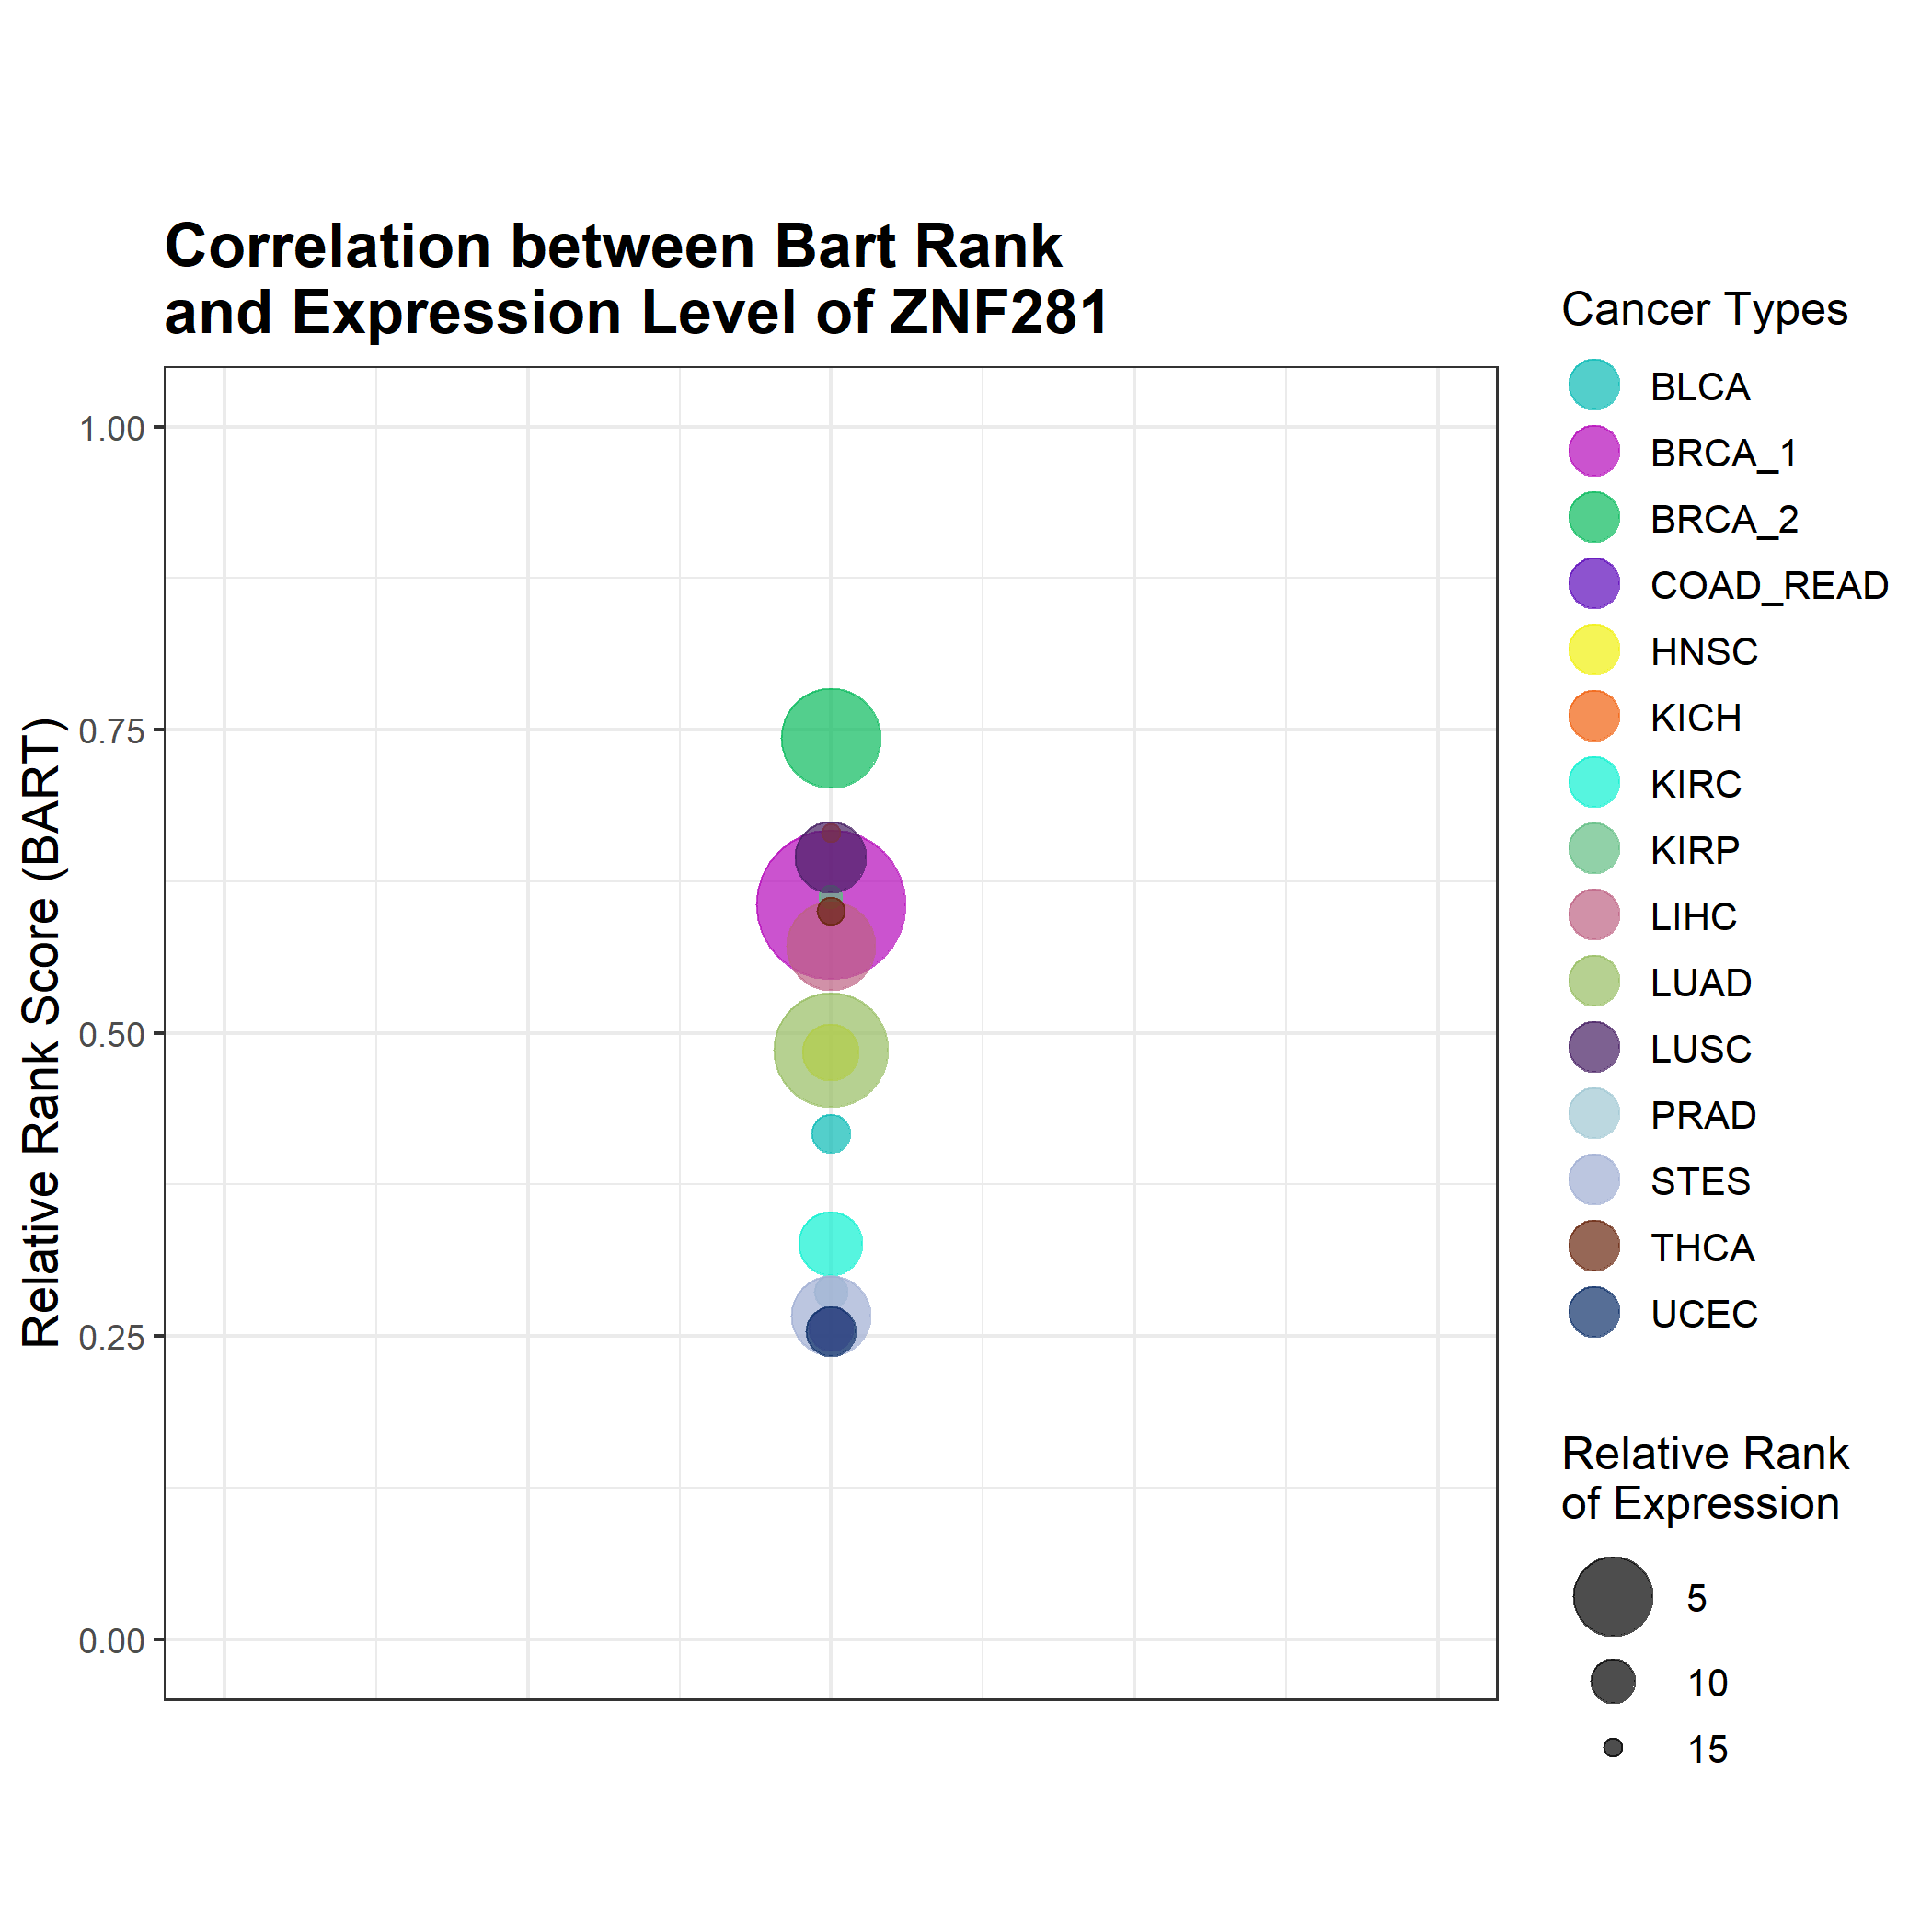 Correlation between Bart Rank
and Expression Level of ZNF281
Relative Rank Score (BART)
1.00
0.75
0.50
0.25
0.00
Cancer Types
BLCA
BRCA_1
BRCA_2
COAD_READ
HNSC
KICH
KIRC
KIRP
LIHC
LUAD
LUSC
PRAD
STES
THCA
UCEC
Relative Rank
of Expression
5
10
15